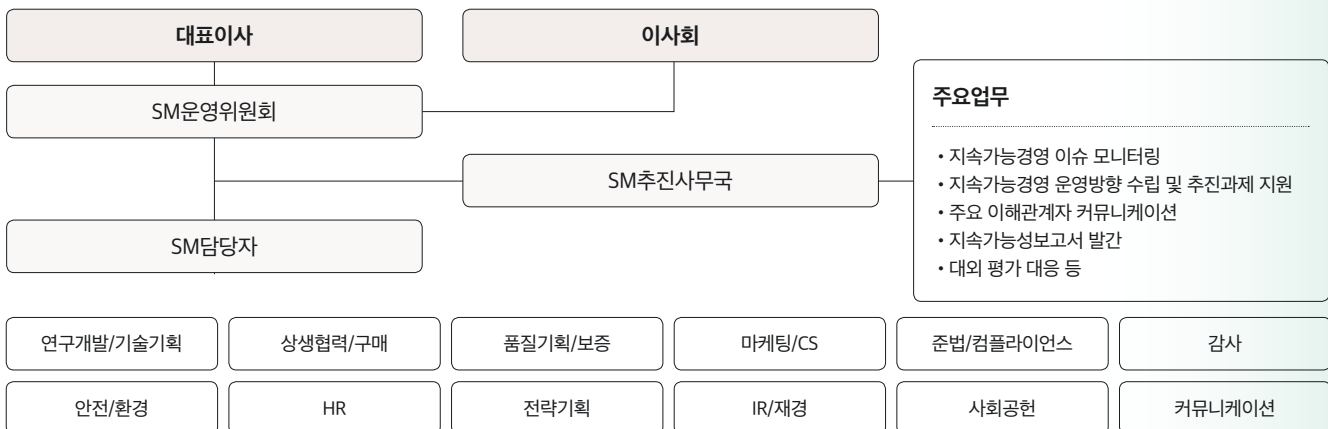 대표이사
이사회
SM운영위원회
주요업무
• 지속가능경영 이슈 모니터링
• 지속가능경영 운영방향 수립 및 추진과제 지원
• 주요 이해관계자 커뮤니케이션
• 지속가능성보고서 발간
• 대외 평가 대응 등
SM추진사무국
SM담당자
연구개발/기술기획
상생협력/구매
품질기획/보증
마케팅/CS
준법/컴플라이언스
감사
안전/환경
HR
전략기획
IR/재경
사회공헌
커뮤니케이션